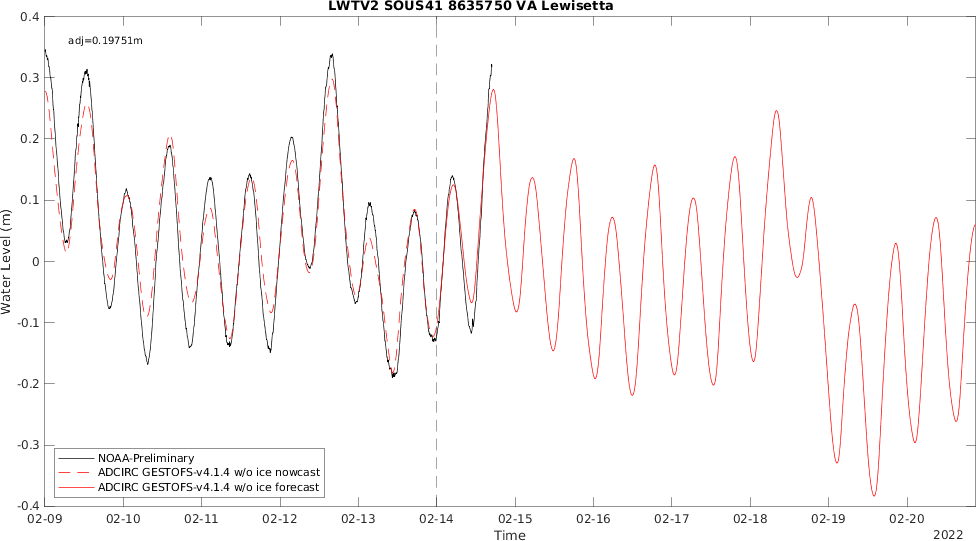 LWTV2 SOUS41 8635750 VA Lewisetta
adj=0.19751m
0.4
0.3
0.2
0.1
0
-0.1
-0.2
-0.3
-0.4
Water Level (m)
NOAA-Preliminary
ADCIRC GESTOFS-v4.1.4 w/o ice nowcast
ADCIRC GESTOFS-v4.1.4 w/o ice forecast
02-09 02-10 02-11 02-12 02-13 02-14 02-15 02-16 02-17 02-18 02-19 02-20
Time
2022